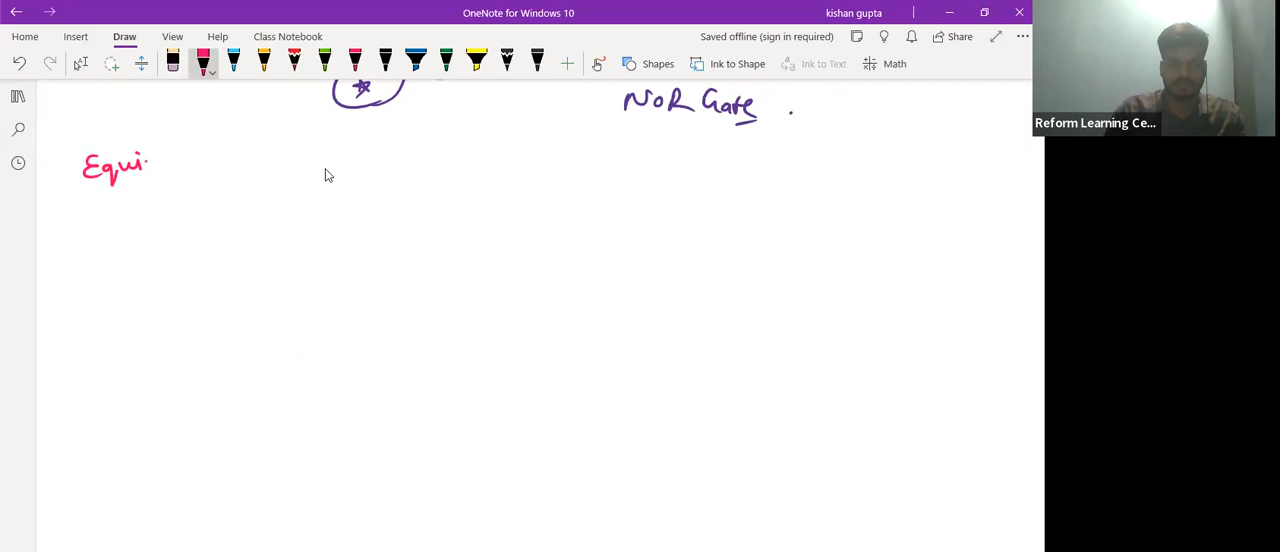 OneNote for Windows 10
kishan gupta
Home Insert Draw View Help Class Notebook
Saved offline (sign in required)
Share
Shapes
Ink to Shape
Ink to Text
Math
Reform Learning Ce...
NOR Gate .
Equi.